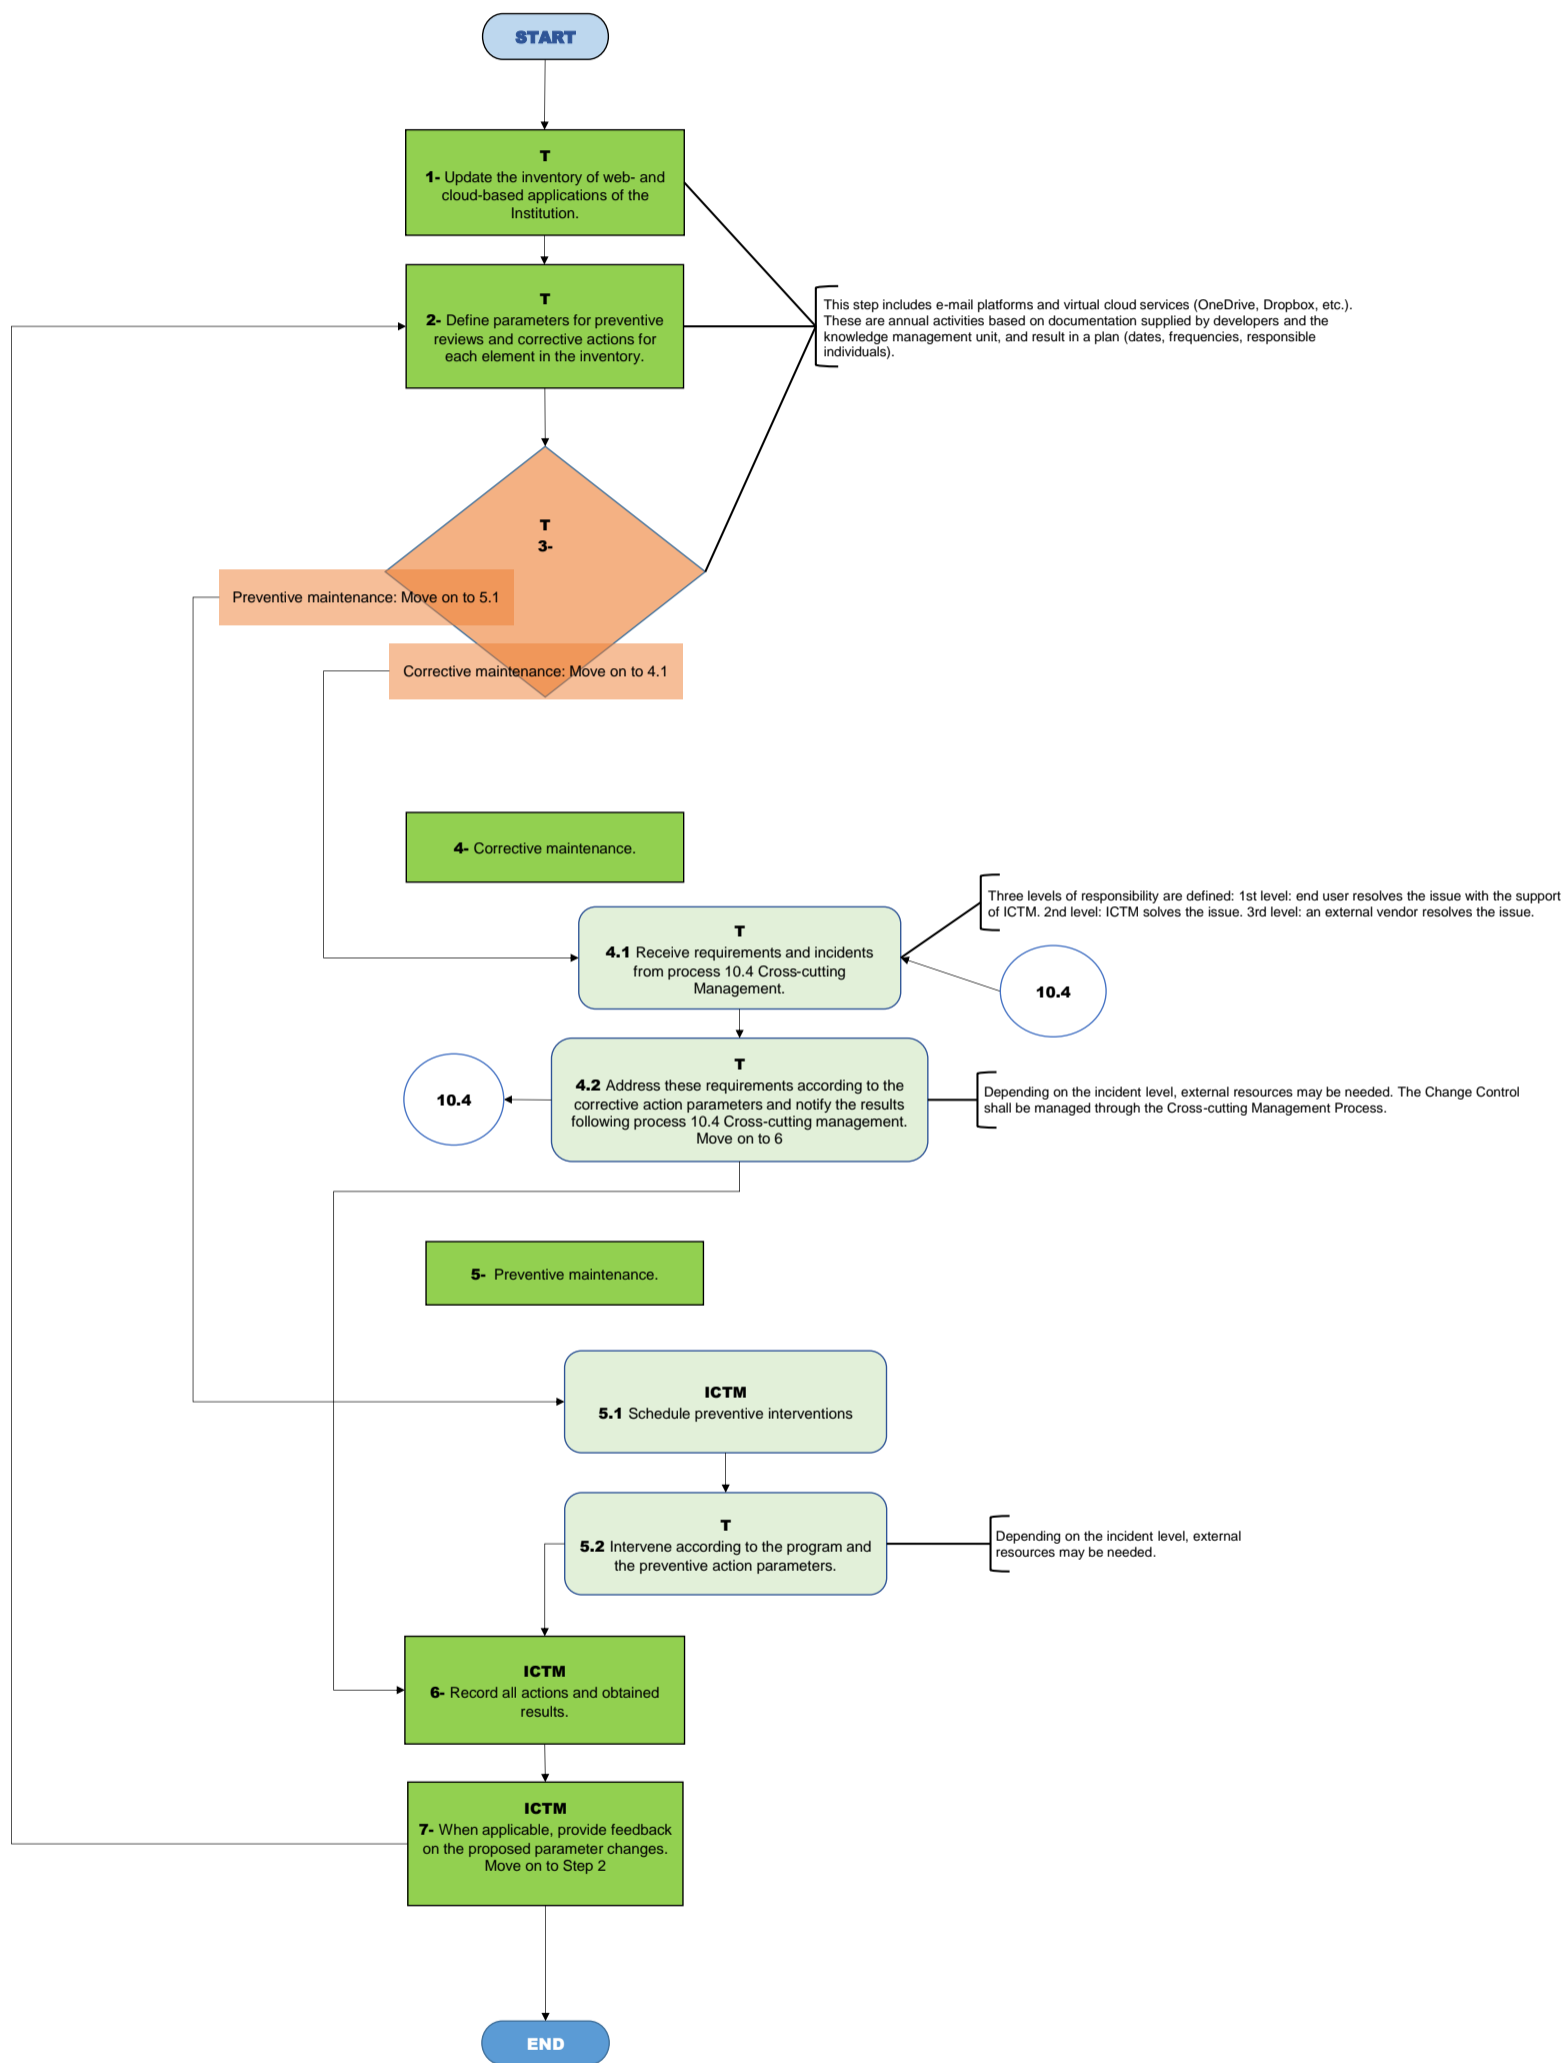 START
T
1- Update the inventory of web- and
cloud-based applications of the
Institution.
T
2- Define parameters for preventive
reviews and corrective actions for
each element in the inventory.
This step includes e-mail platforms and virtual cloud services (OneDrive, Dropbox, etc.).
These are annual activities based on documentation supplied by developers and the
knowledge management unit, and result in a plan (dates, frequencies, responsible
individuals).
T
3-
Preventive maintenance: Move on to 5.1
Corrective maintenance: Move on to 4.1
4- Corrective maintenance.
Three levels of responsibility are defined: 1st level: end user resolves the issue with the support
of ICTM. 2nd level: ICTM solves the issue. 3rd level: an external vendor resolves the issue.
T
4.1 Receive requirements and incidents
from process 10.4 Cross-cutting
Management.
10.4
T
4.2 Address these requirements according to the
corrective action parameters and notify the results
following process 10.4 Cross-cutting management.
Move on to 6
10.4
Depending on the incident level, external resources may be needed. The Change Control
shall be managed through the Cross-cutting Management Process.
5- Preventive maintenance.
ICTM
5.1 Schedule preventive interventions
T
5.2 Intervene according to the program and
the preventive action parameters.
Depending on the incident level, external
resources may be needed.
ICTM
6- Record all actions and obtained
results.
ICTM
7- When applicable, provide feedback
on the proposed parameter changes.
Move on to Step 2
END